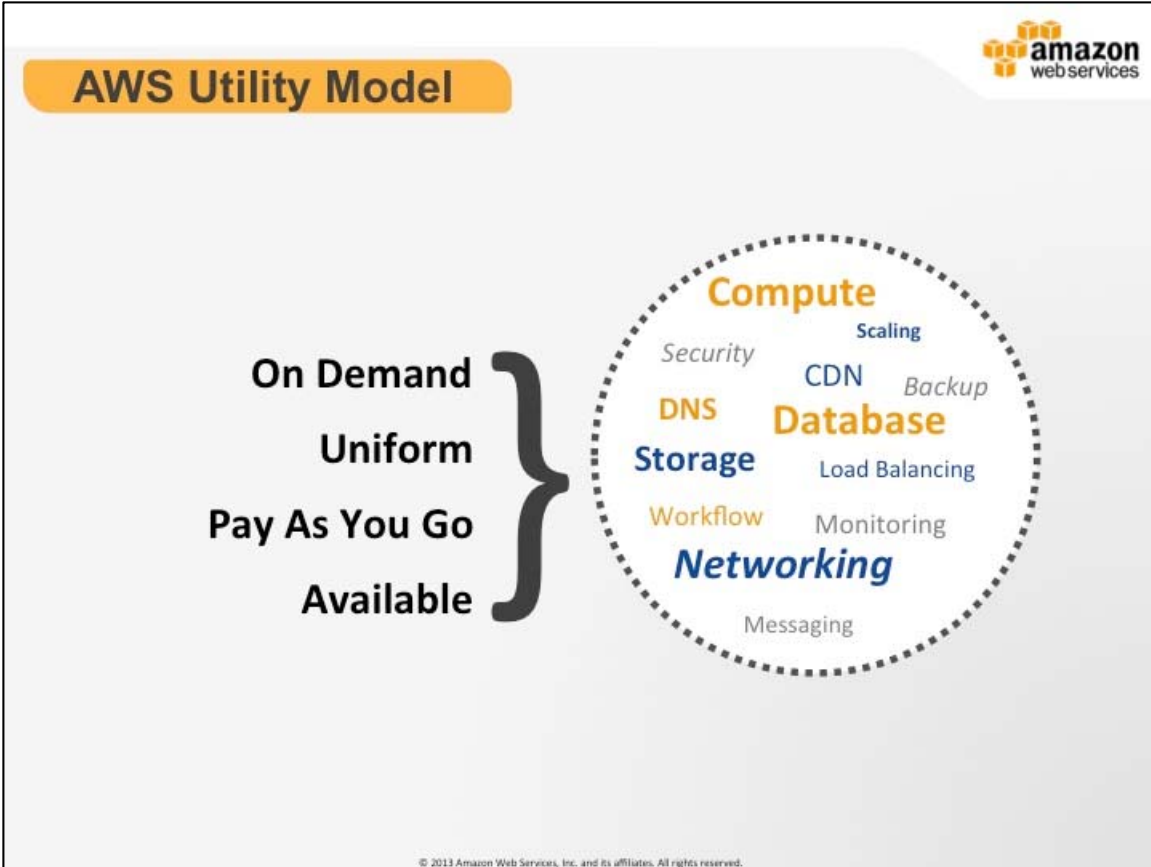 amazon
webservices
AWS Utility Model
On Demand
Uniform
Pay As You Go
Available
}
Compute
Scaling
Security
CDN
Backup
DNS
Database
Storage
Load Balancing
Workflow
Monitoring
Networking
Messaging
© 2013 Amazon Web Services, Inc. and its affiliates. All rights reserved.